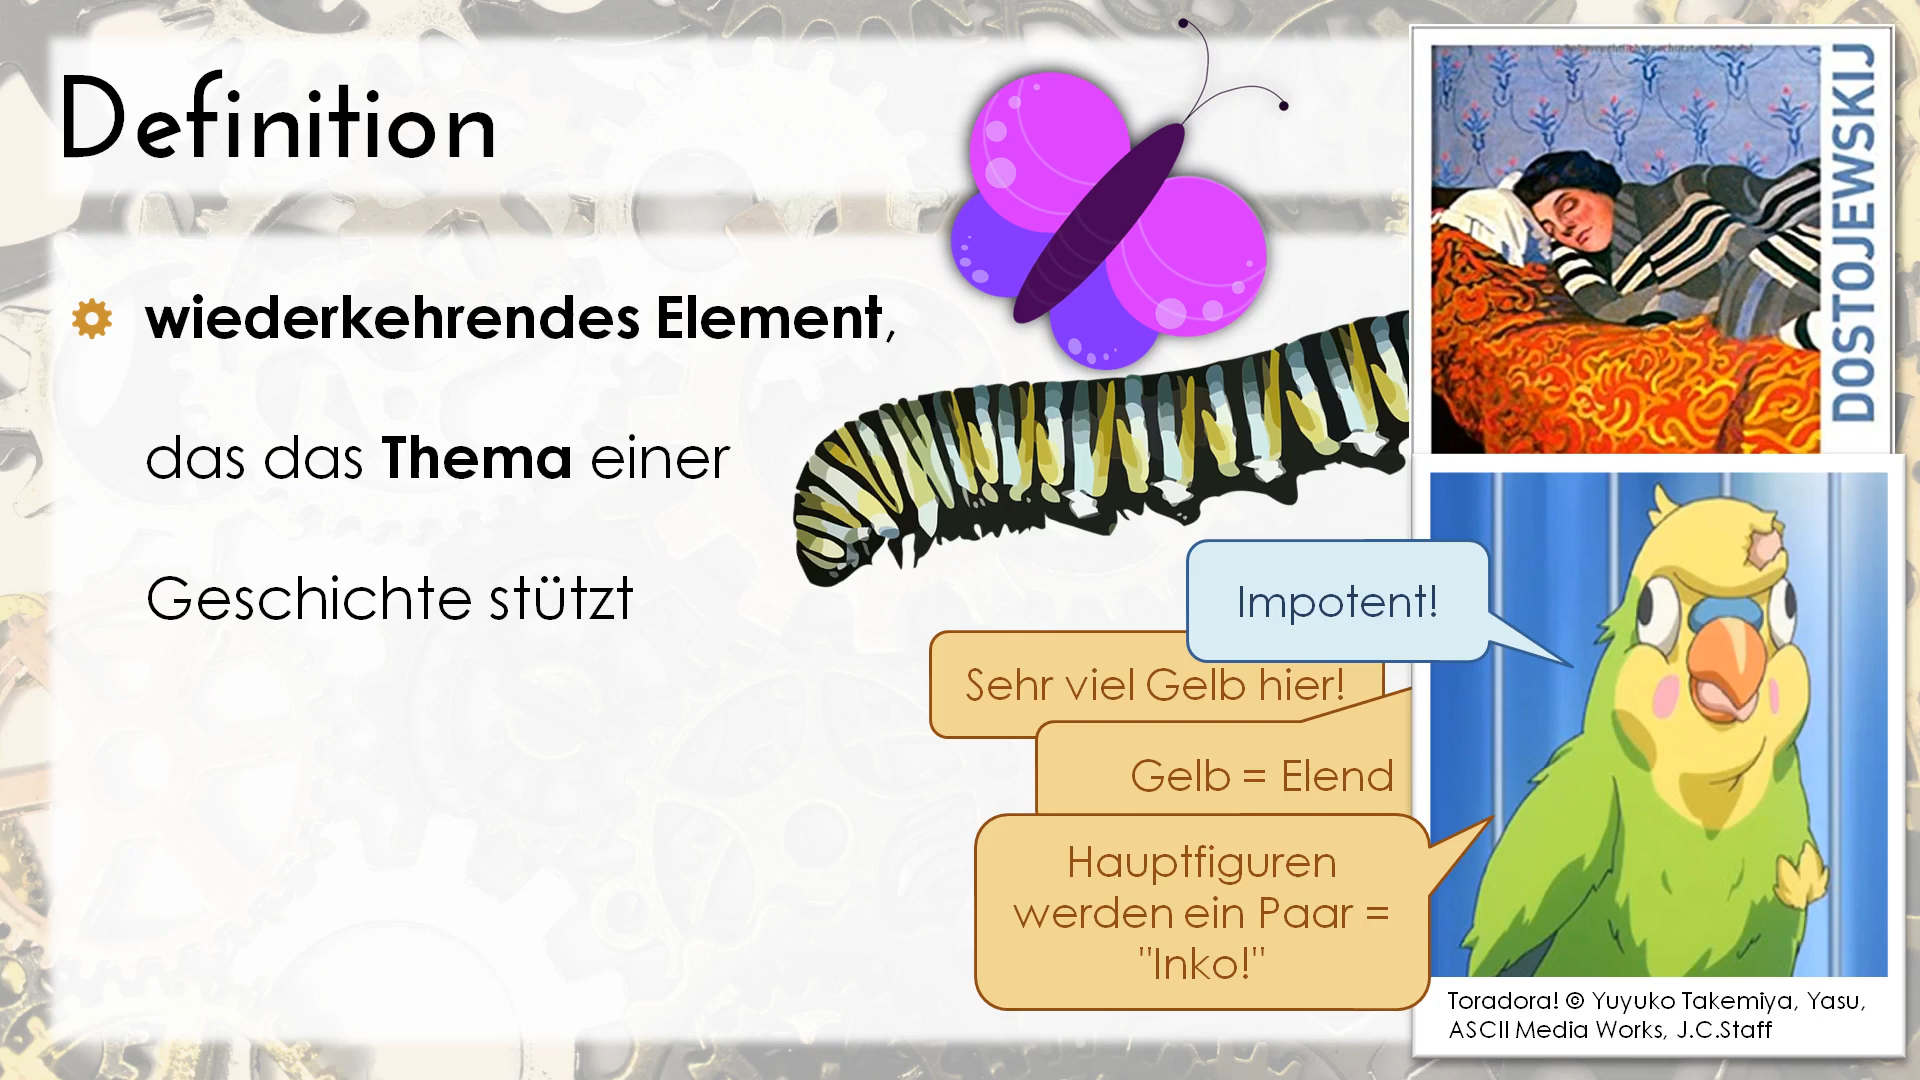 Definition
wiederkehrendes Element,
das das Thema einer
Geschichte stützt
DOSTOJEWSKIJ
Impotent!
Sehr viel Gelb hier!
Gelb = Elend
Hauptfiguren
werden ein Paar =
"Inko!"
Toradora! © Yuyuko Takemiya, Yasu,
ASCII Media Works, J.C.Staff